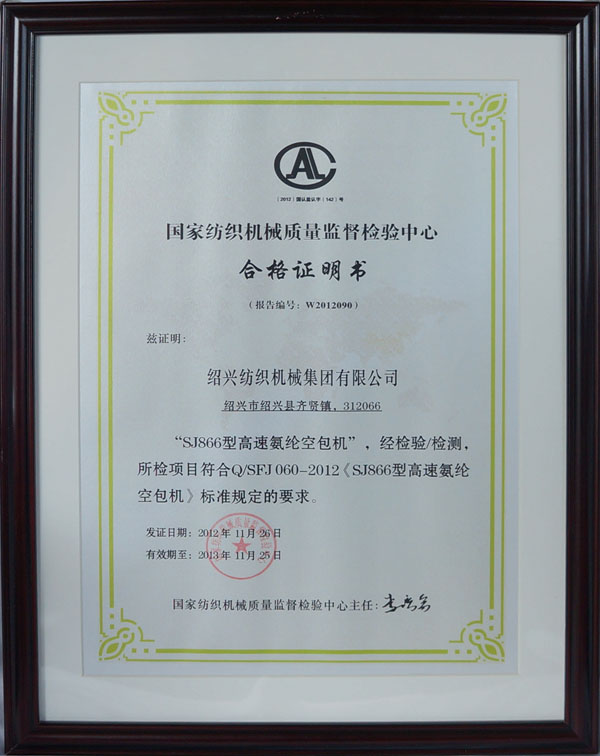 CAL
（2012）国认监认字（142）号
国家纺织机械质量监督检验中心
合格证明书
（报告编号：W2012090）
兹证明：
绍兴纺织机械集团有限公司
绍兴市绍兴县齐贤镇，312066
“SJ866型高速氨纶空包机”，经检验/检测，
所检项目符合Q/SFJ 060-2012《SJ866型高速氨纶
空包机》标准规定的要求。
发证日期：2012年11月26日
有效期至：2013年11月25日
国家纺织机械质量监督检验中心主任：